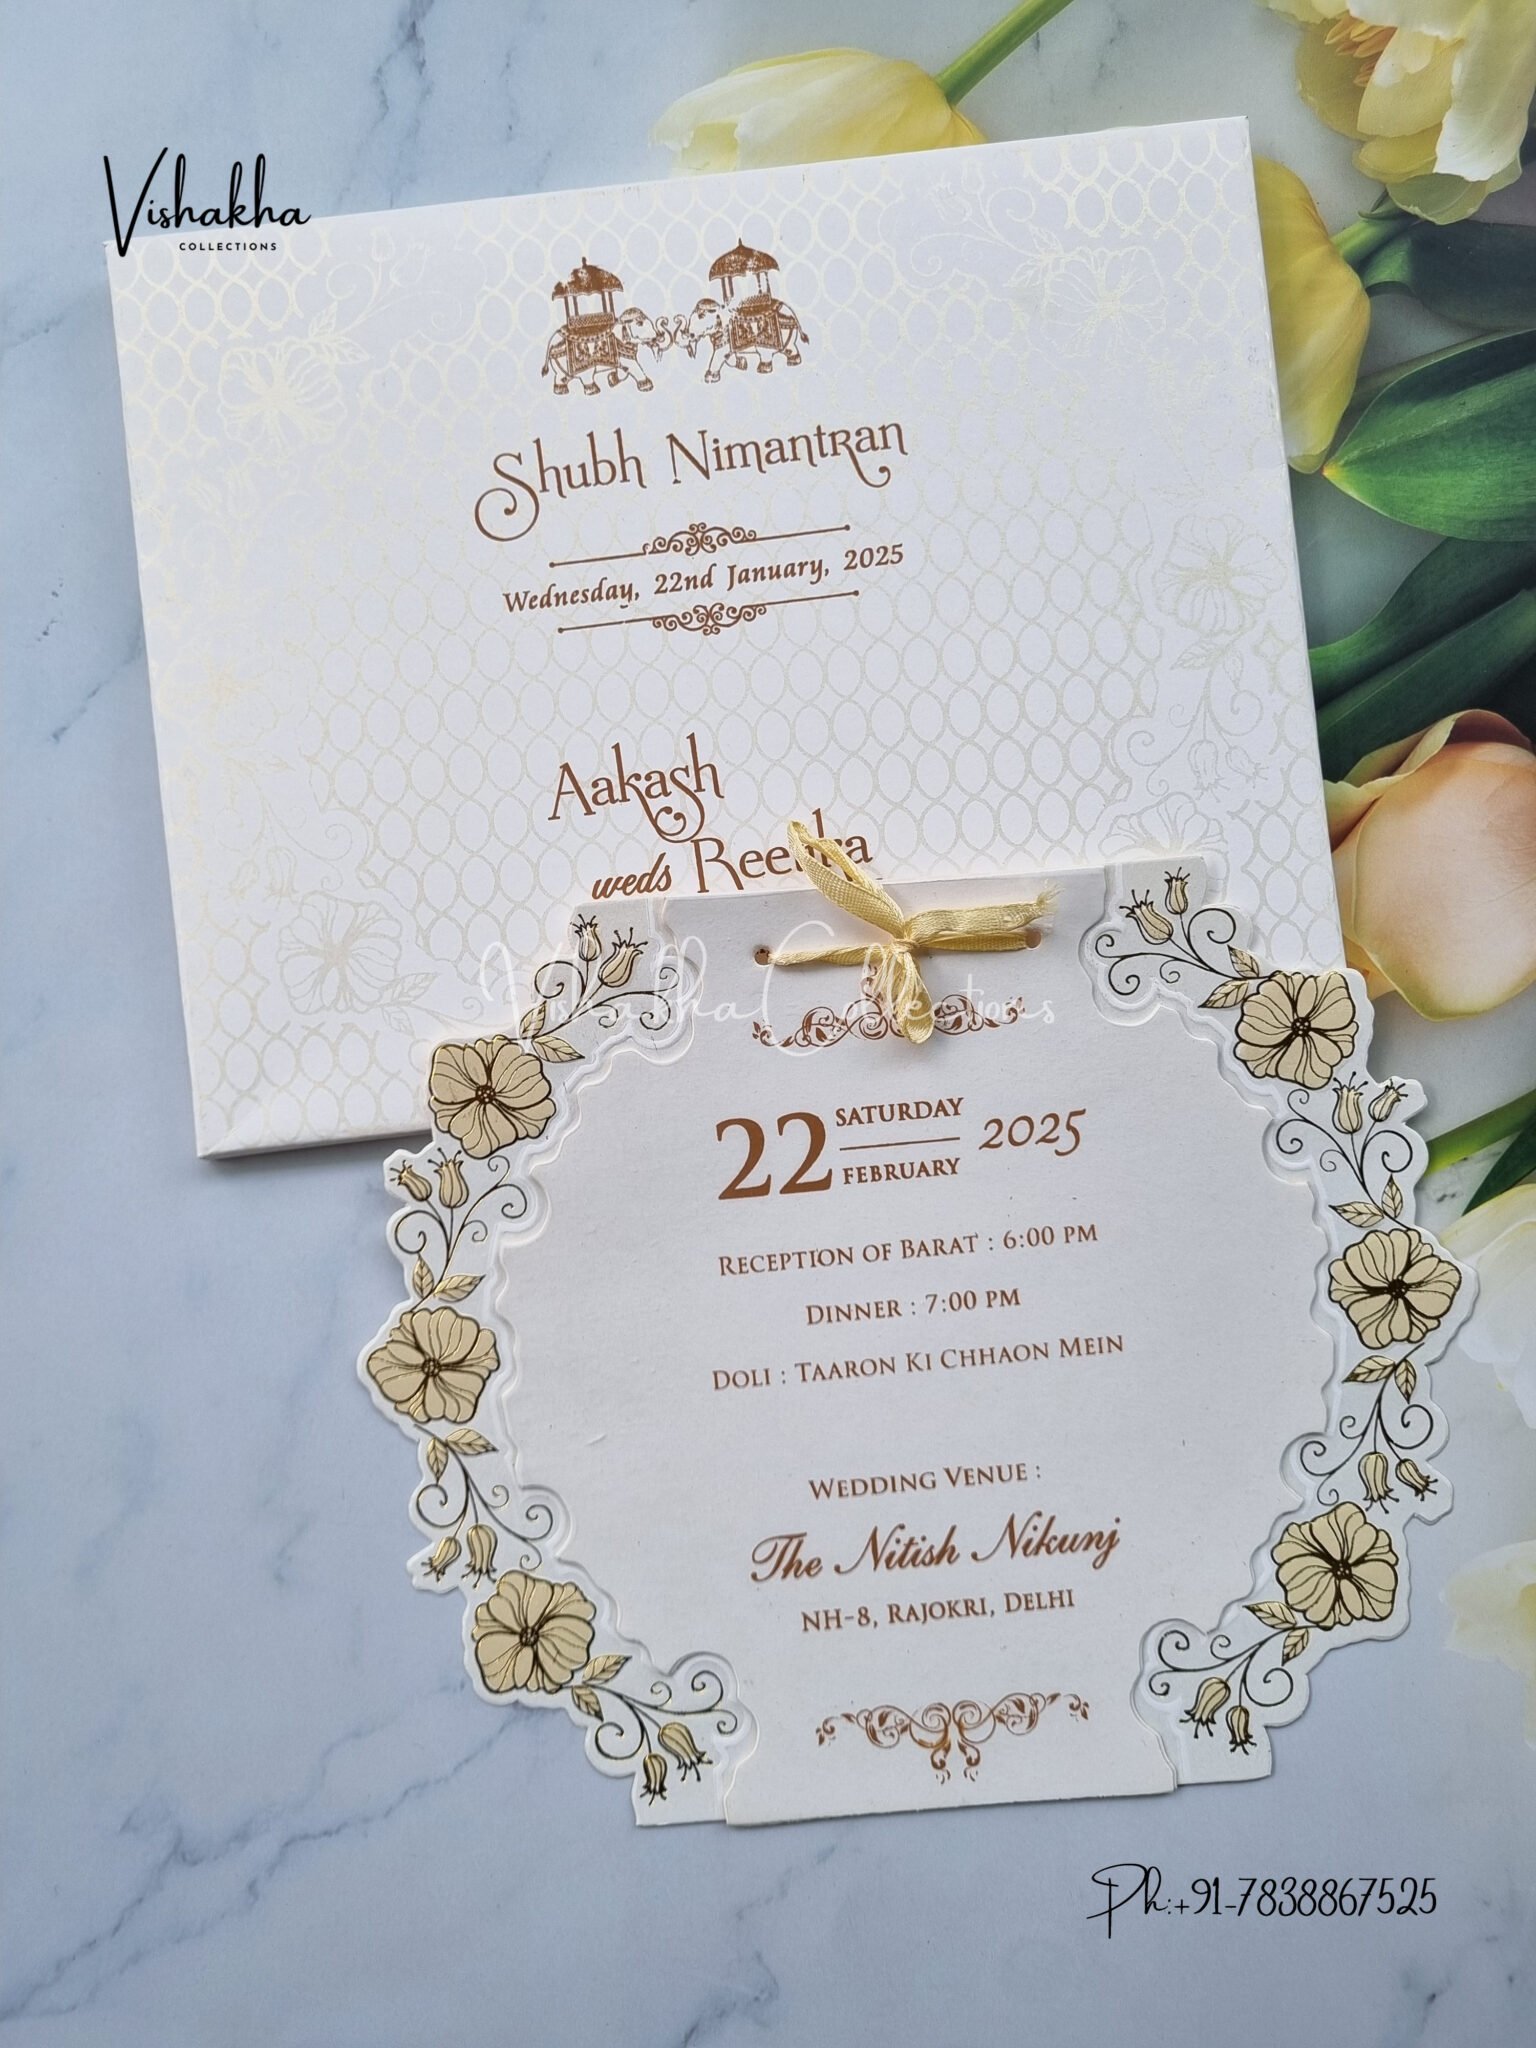 Vishakha
COLLECTIONS
Shubh Nimantran
Wednesday, 22nd January, 2025
Aakash
weds
Vishakha Collections
22 SATURDAY FEBRUARY 2025
RECEPTION OF BARAT : 6:00 PM
DINNER : 7:00 PM
DOLI : TAARON KI CHHAON MEIN
WEDDING VENUE :
The Nitish Nikunj
NH-8, RAJOKRI, DELHI
Ph:+91-7838867525